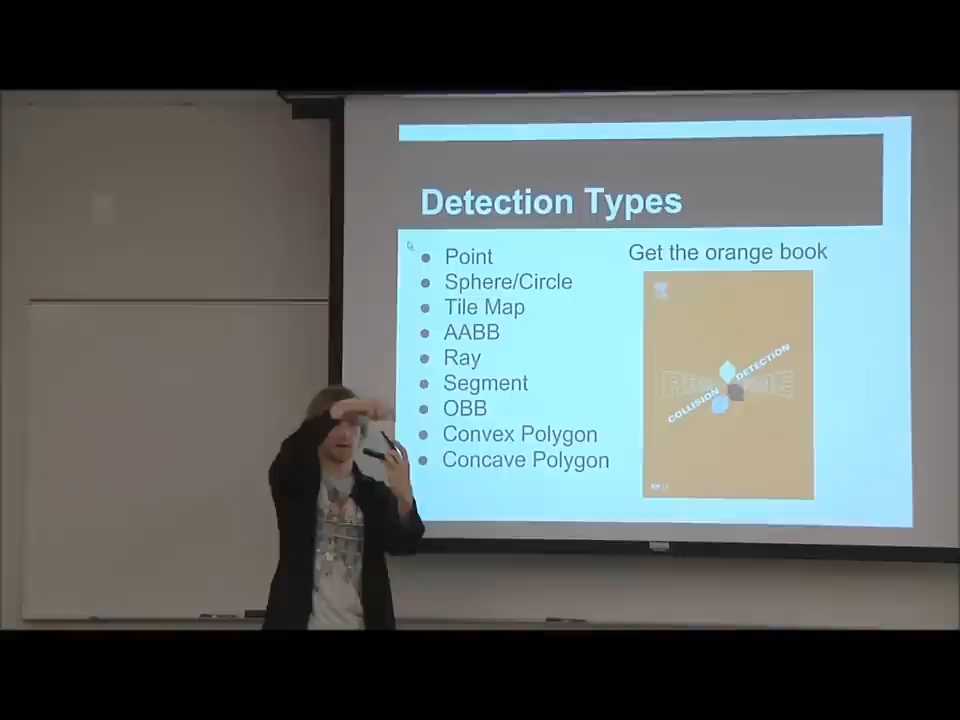 Detection Types
Point
Sphere/Circle
Tile Map
AABB
Ray
Segment
OBB
Convex Polygon
Concave Polygon
Get the orange book
COLLISION DETECTION